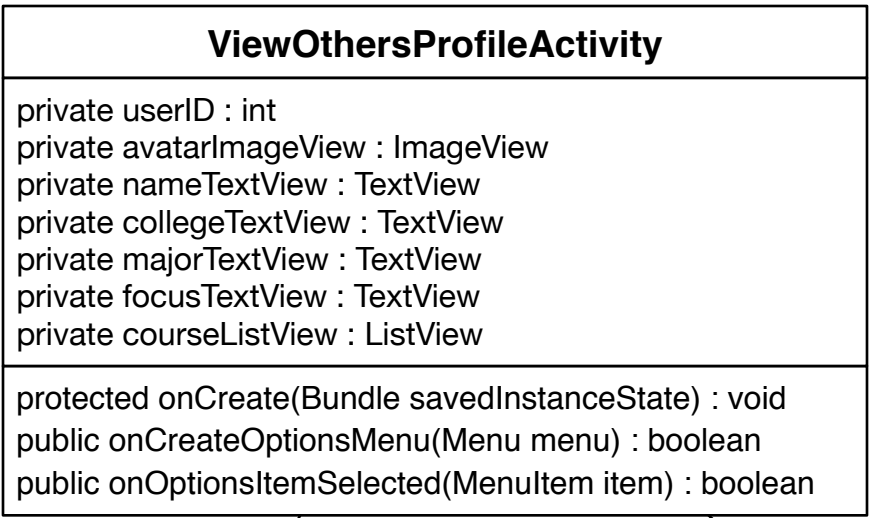 ViewOthersProfileActivity
private userID : int
private avatarImageView : ImageView
private nameTextView : TextView
private collegeTextView : TextView
private majorTextView : TextView
private focusTextView : TextView
private courseListView : ListView
protected onCreate(Bundle savedInstanceState) : void
public onCreateOptionsMenu(Menu menu) : boolean
public onOptionsItemSelected(MenuItem item) : boolean